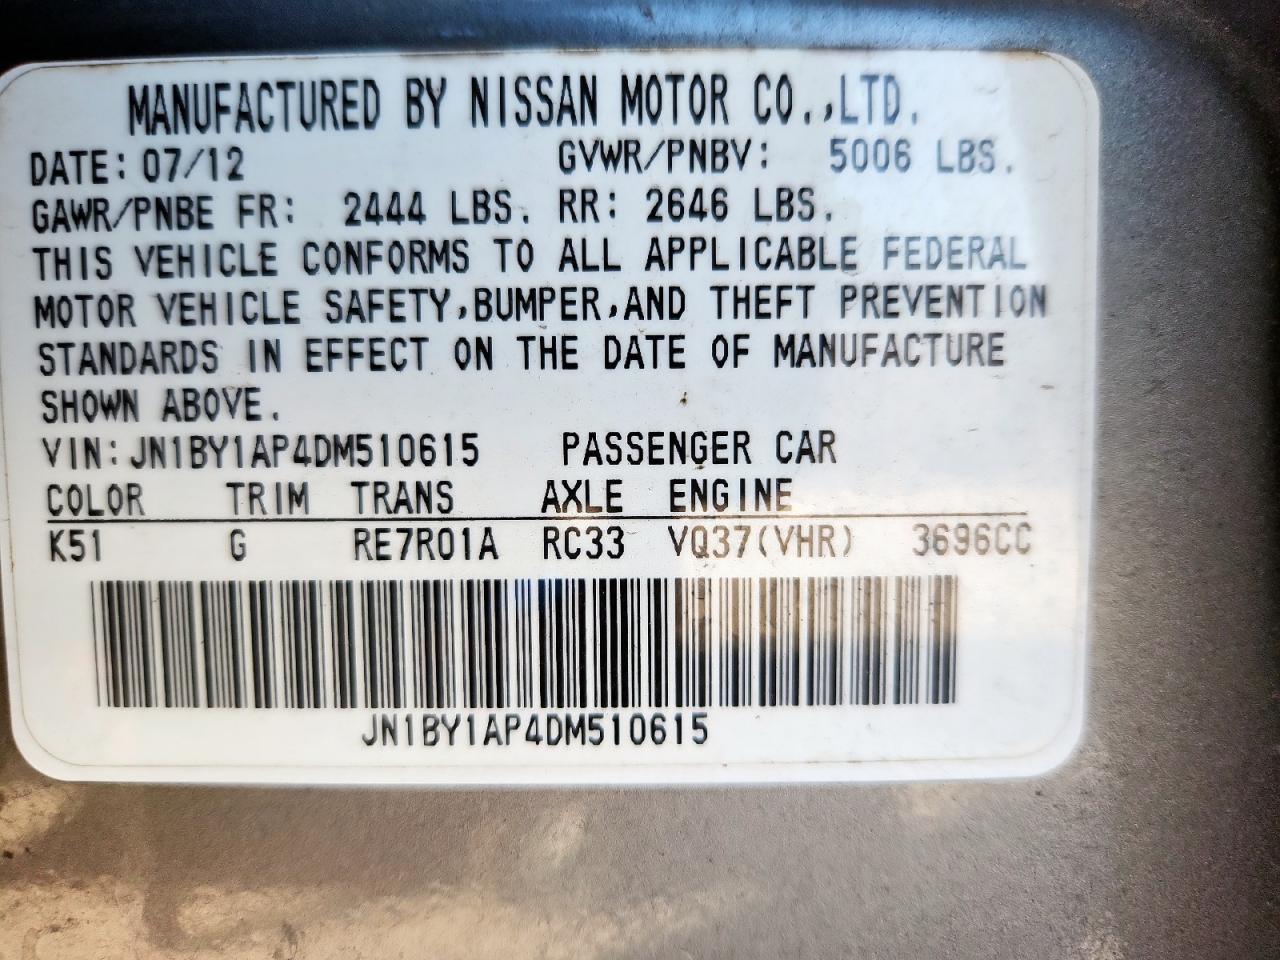 MANUFACTURED BY NISSAN MOTOR CO.,LTD.
DATE: 07/12 GVWR/PNBV: 5006 LBS.
GAWR/PNBE FR: 2444 LBS. RR: 2646 LBS.
THIS VEHICLE CONFORMS TO ALL APPLICABLE FEDERAL
MOTOR VEHICLE SAFETY,BUMPER,AND THEFT PREVENTION
STANDARDS IN EFFECT ON THE DATE OF MANUFACTURE
SHOWN ABOVE.
VIN: JN1BY1AP4DM510615 PASSENGER CAR
COLOR TRIM TRANS AXLE ENGINE
K51 G RE7R01A RC33 VQ37(VHR) 3696CC
JN1BY1AP4DM510615